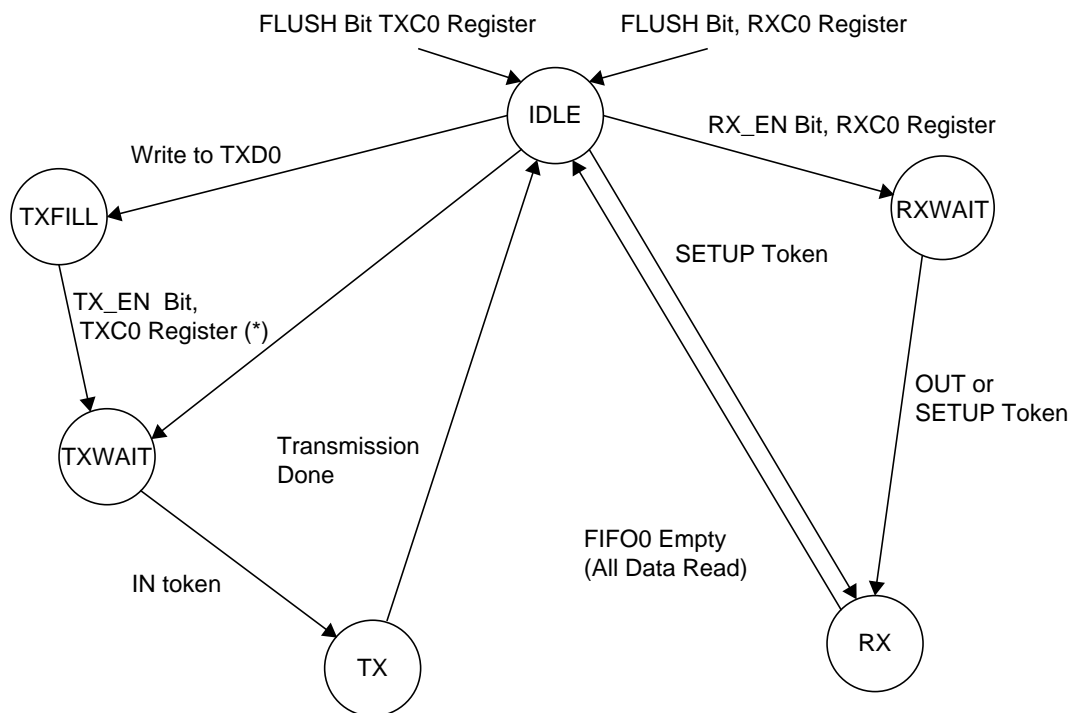 FLUSH Bit TXC0 Register
FLUSH Bit, RXC0 Register
IDLE
RX_EN Bit, RXC0 Register
Write to TXD0
TXFILL
RXWAIT
SETUP Token
TX_EN  Bit,
TXC0 Register (*)
OUT or
SETUP Token
TXWAIT
Transmission
Done
FIFO0 Empty
(All Data Read)
IN token
TX
RX